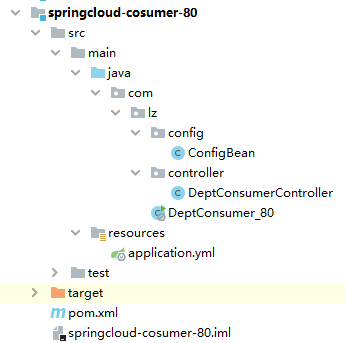 springcloud-cosumer-80
src
main
java
com
lz
config
ConfigBean
controller
DeptConsumerController
DeptConsumer_80
resources
application.yml
test
target
pom.xml
springcloud-cosumer-80.iml